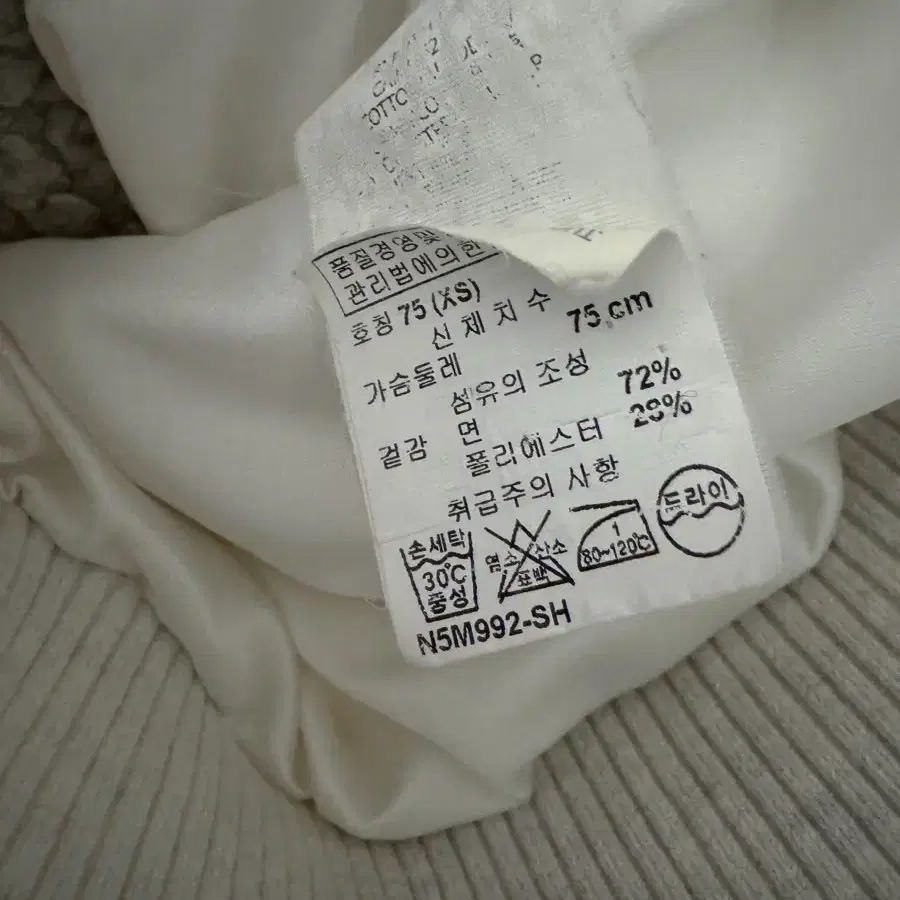 품질경영및
관리법에의한
호칭 75 (XS)
신체치수
가슴둘레 75 cm
섬유의 조성
겉감 면 72%
폴리에스터 28%
취급주의 사항
손세탁
30℃
중성
염소 산소
표백
1
80~120℃
드라이
N5M992-SH